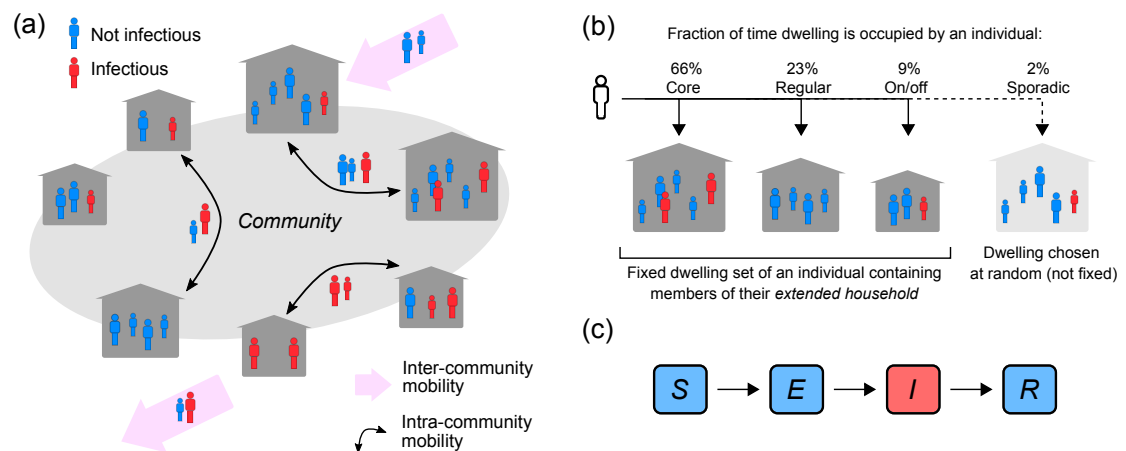 (a)
Not infectious
Infectious
Community
Inter-community
mobility
Intra-community
mobility
(b)
Fraction of time dwelling is occupied by an individual:
66% 23% 9% 2%
Core Regular On/off Sporadic
Fixed dwelling set of an individual containing
members of their extended household
Dwelling chosen
at random (not fixed)
(c)
S E I R